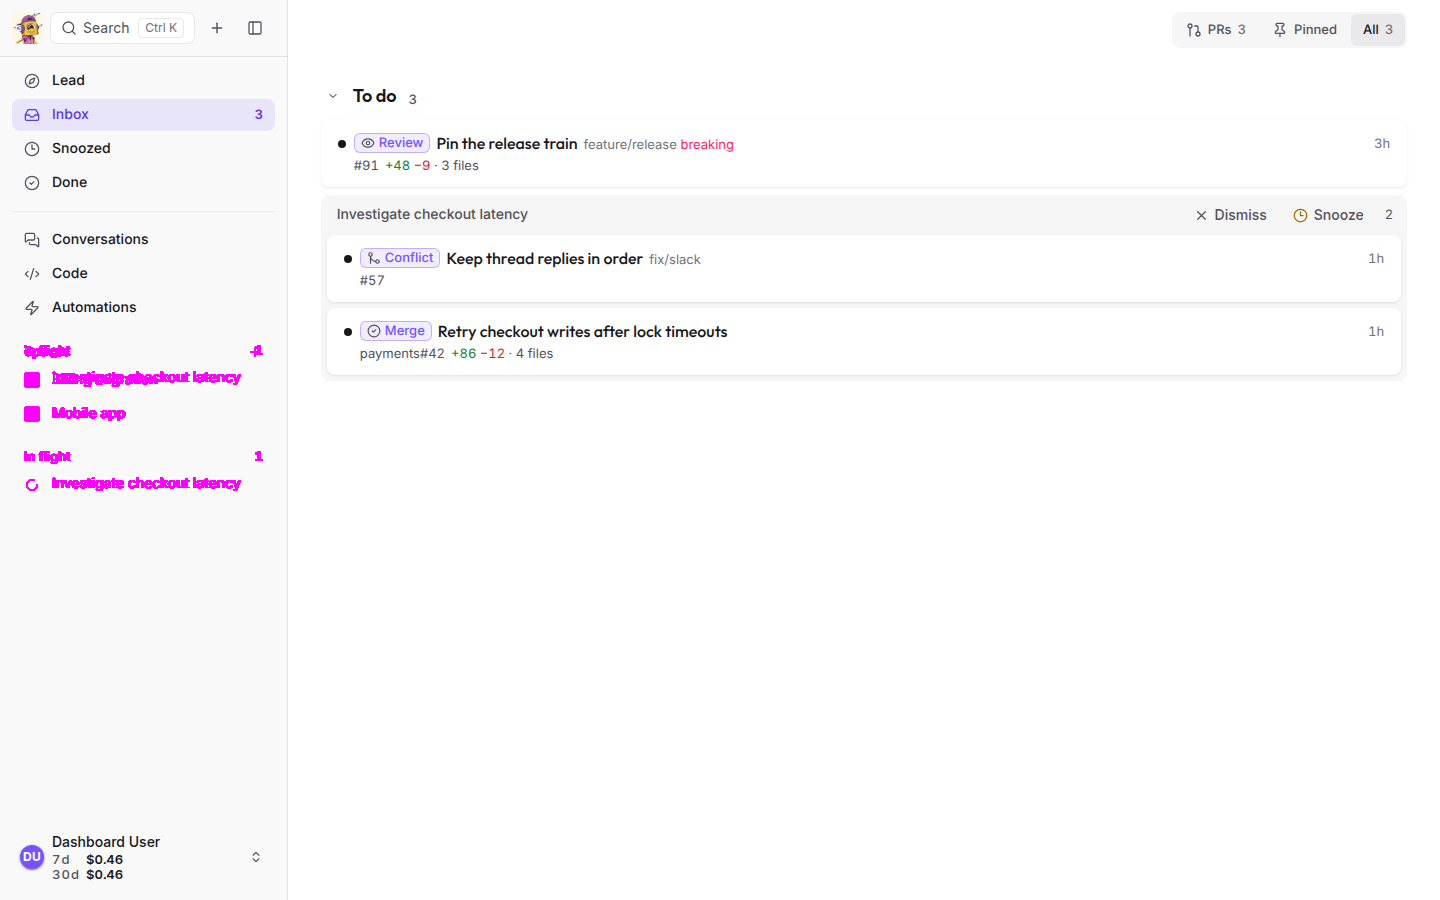 Search Ctrl K
PRs 3 Pinned All 3
Lead
Inbox 3
Snoozed
Done
Conversations
Code
Automations
Investigate checkout latency
Mobile app
In flight 1
Investigate checkout latency
Dashboard User
DU
7d $0.46
30d $0.46
To do 3
Review Pin the release train feature/release breaking 3h
#91 +48 −9 · 3 files
Investigate checkout latency Dismiss Snooze 2
Conflict Keep thread replies in order fix/slack 1h
#57
Merge Retry checkout writes after lock timeouts 1h
payments#42 +86 −12 · 4 files